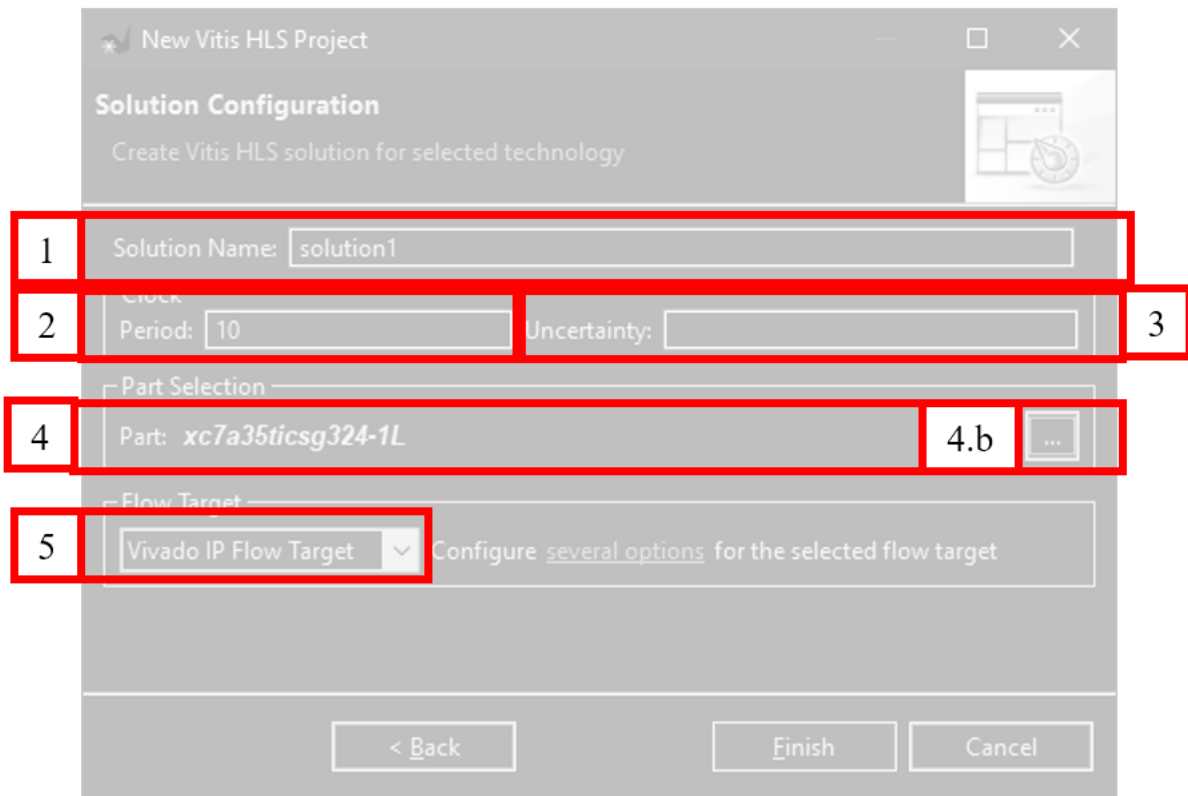 New Vitis HLS Project
Solution Configuration
Create Vitis HLS solution for selected technology
1 Solution Name: solution1
Clock
2 Period: 10 Uncertainty: 3
Part Selection
4 Part: xc7a35ticsg324-1L 4.b ...
Flow Target
5 Vivado IP Flow Target Configure several options for the selected flow target
< Back Finish Cancel